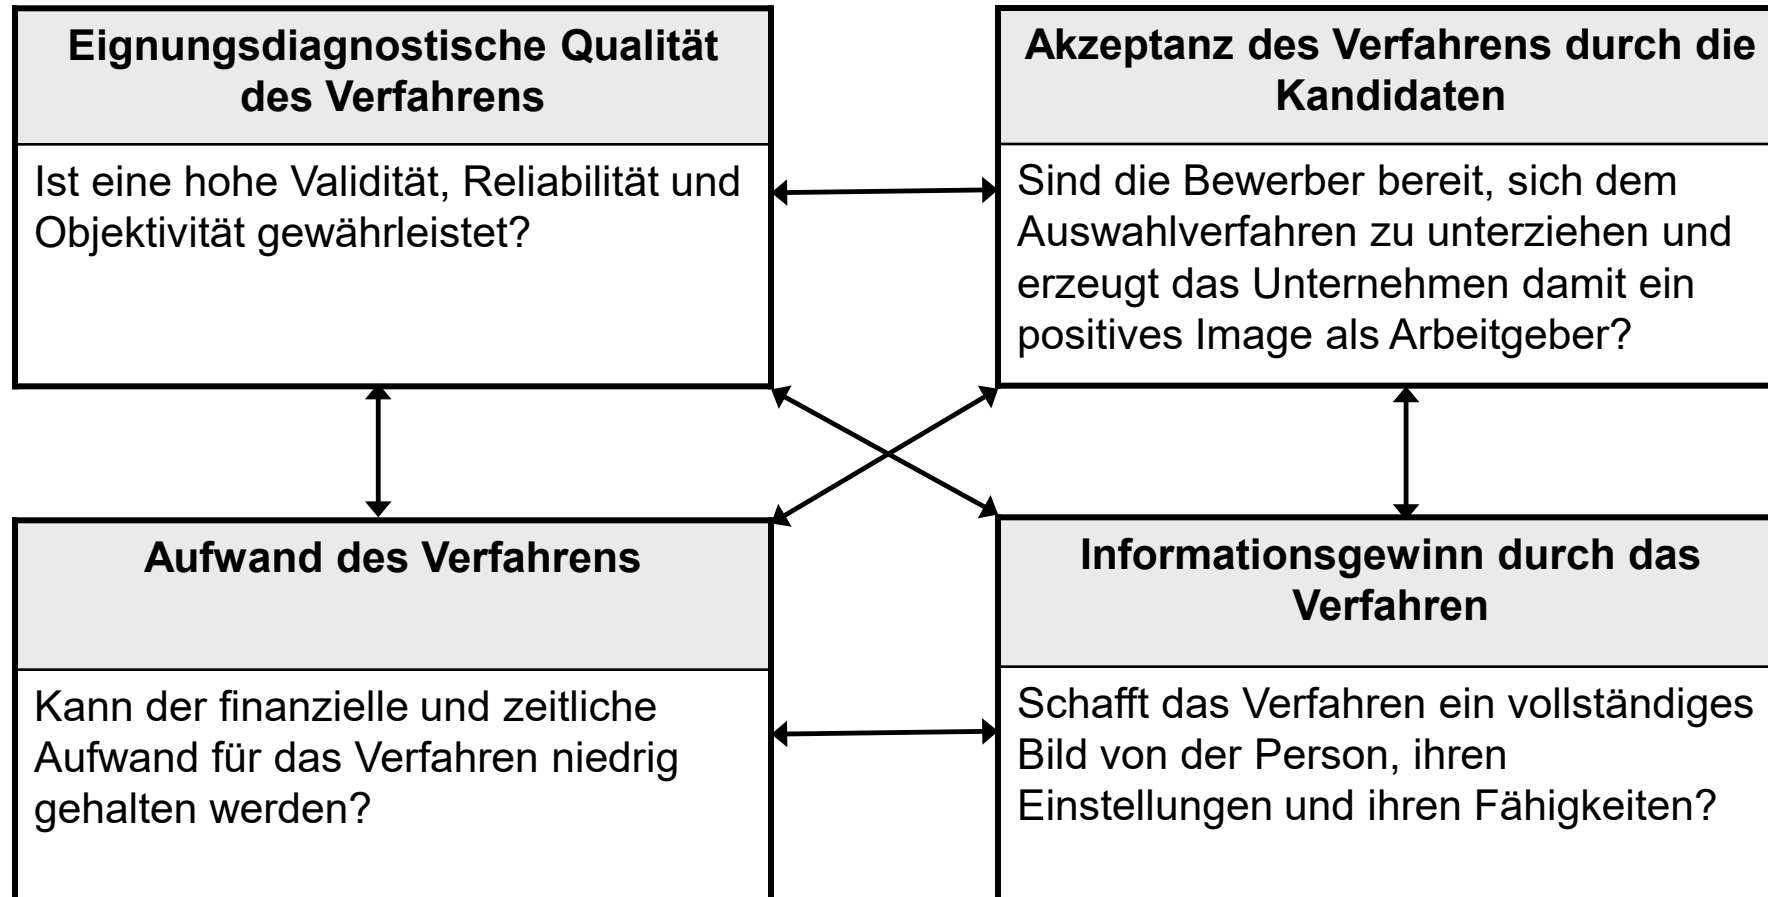 Eignungsdiagnostische Qualität
des Verfahrens
Ist eine hohe Validität, Reliabilität und
Objektivität gewährleistet?
Akzeptanz des Verfahrens durch die
Kandidaten
Sind die Bewerber bereit, sich dem
Auswahlverfahren zu unterziehen und
erzeugt das Unternehmen damit ein
positives Image als Arbeitgeber?
Aufwand des Verfahrens
Kann der finanzielle und zeitliche
Aufwand für das Verfahren niedrig
gehalten werden?
Informationsgewinn durch das
Verfahren
Schafft das Verfahren ein vollständiges
Bild von der Person, ihren
Einstellungen und ihren Fähigkeiten?